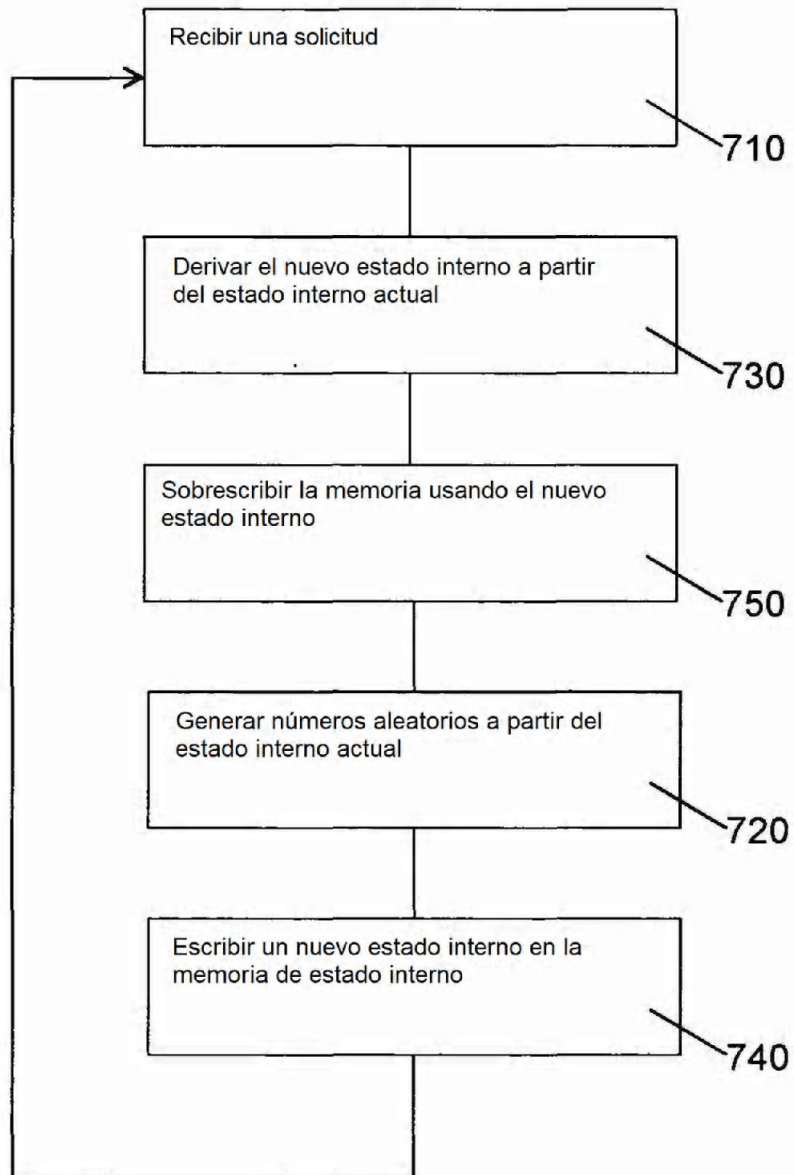 Recibir una solicitud
710
Derivar el nuevo estado interno a partir
del estado interno actual
730
Sobrescribir la memoria usando el nuevo
estado interno
750
Generar números aleatorios a partir del
estado interno actual
720
Escribir un nuevo estado interno en la
memoria de estado interno
740